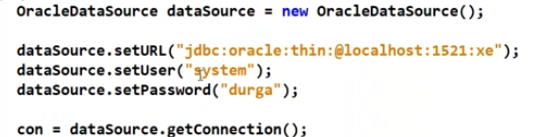 OracleDataSource dataSource = new OracleDataSource();
dataSource.setURL("jdbc:oracle:thin:@localhost:1521:xe");
dataSource.setUser("system");
dataSource.setPassword("durga");
con = dataSource.getConnection();